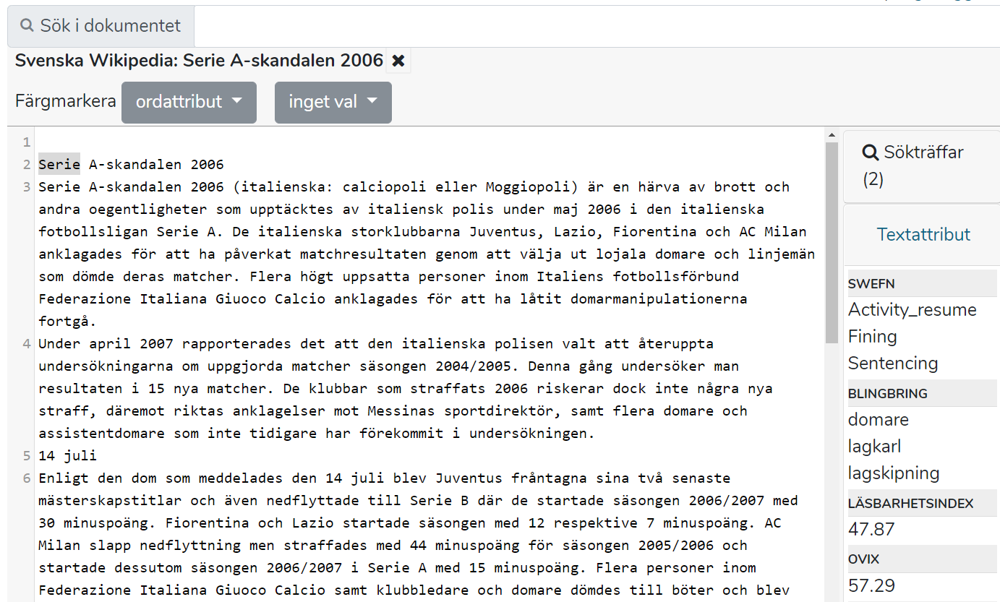 Sök i dokumentet
Svenska Wikipedia: Serie A-skandalen 2006
Färgmarkera ordattribut inget val
1
2 Serie A-skandalen 2006
3 Serie A-skandalen 2006 (italienska: calciopoli eller Moggiopoli) är en härva av brott och
andra oegentligheter som upptäcktes av italiensk polis under maj 2006 i den italienska
fotbollsligan Serie A. De italienska storklubbarna Juventus, Lazio, Fiorentina och AC Milan
anklagades för att ha påverkat matchresultaten genom att välja ut lojala domare och linjemän
som dömde deras matcher. Flera högt uppsatta personer inom Italiens fotbollsförbund
Federazione Italiana Giuoco Calcio anklagades för att ha låtit domarmanipulationerna
fortgå.
4 Under april 2007 rapporterades det att den italienska polisen valt att återuppta
undersökningarna om uppgjorda matcher säsongen 2004/2005. Denna gång undersöker man
resultaten i 15 nya matcher. De klubbar som straffats 2006 riskerar dock inte några nya
straff, däremot riktas anklagelser mot Messinas sportdirektör, samt flera domare och
assistentdomare som inte tidigare har förekommit i undersökningen.
5 14 juli
6 Enligt den dom som meddelades den 14 juli blev Juventus fråntagna sina två senaste
mästerskapstitlar och även nedflyttade till Serie B där de startade säsongen 2006/2007 med
30 minuspoäng. Fiorentina och Lazio startade säsongen med 12 respektive 7 minuspoäng. AC
Milan slapp nedflyttning men straffades med 44 minuspoäng för säsongen 2005/2006 och
startade dessutom säsongen 2006/2007 i Serie A med 15 minuspoäng. Flera personer inom
Federazione Italiana Giuoco Calcio samt klubbledare och domare dömdes till böter och blev
Sökträffar
(2)
Textattribut
SWEFN
Activity_resume
Fining
Sentencing
BLINGBRING
domare
lagkarl
lagskipning
LÄSBARHETSINDEX
47.87
OVIX
57.29